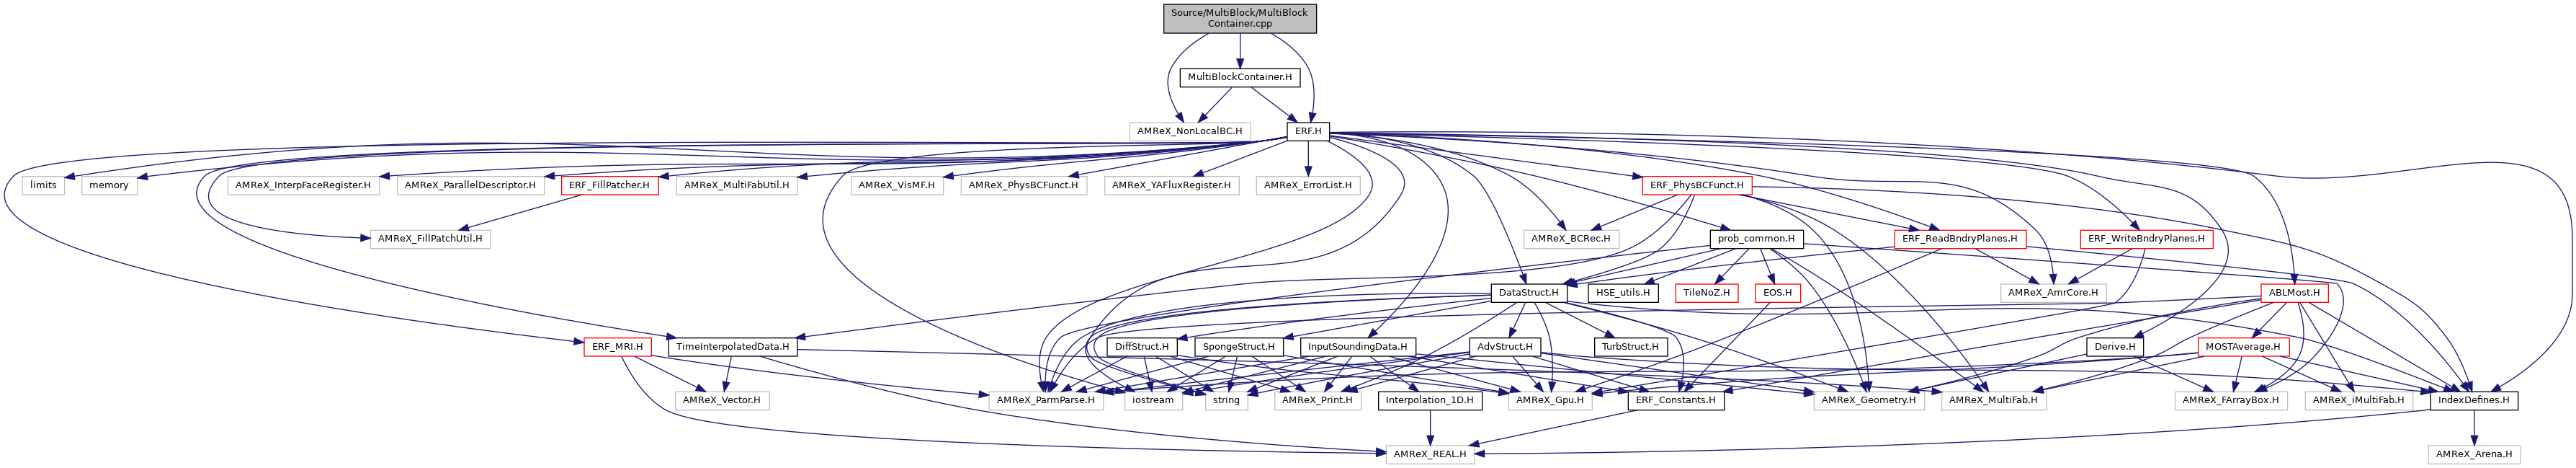 Source/MultiBlock/MultiBlock
Container.cpp
MultiBlockContainer.H
AMReX_NonLocalBC.H
ERF.H
limits
memory
AMReX_InterpFaceRegister.H
AMReX_ParallelDescriptor.H
ERF_FillPatcher.H
AMReX_MultiFabUtil.H
AMReX_VisMF.H
AMReX_PhysBCFunct.H
AMReX_YAFluxRegister.H
AMReX_ErrorList.H
ERF_PhysBCFunct.H
AMReX_FillPatchUtil.H
AMReX_BCRec.H
prob_common.H
ERF_ReadBndryPlanes.H
ERF_WriteBndryPlanes.H
DataStruct.H
HSE_utils.H
TileNoZ.H
EOS.H
AMReX_AmrCore.H
ABLMost.H
ERF_MRI.H
TimeInterpolatedData.H
DiffStruct.H
SpongeStruct.H
InputSoundingData.H
AdvStruct.H
TurbStruct.H
Derive.H
MOSTAverage.H
AMReX_Vector.H
AMReX_ParmParse.H
iostream
string
AMReX_Print.H
Interpolation_1D.H
AMReX_Gpu.H
ERF_Constants.H
AMReX_Geometry.H
AMReX_MultiFab.H
AMReX_FArrayBox.H
AMReX_iMultiFab.H
IndexDefines.H
AMReX_REAL.H
AMReX_Arena.H